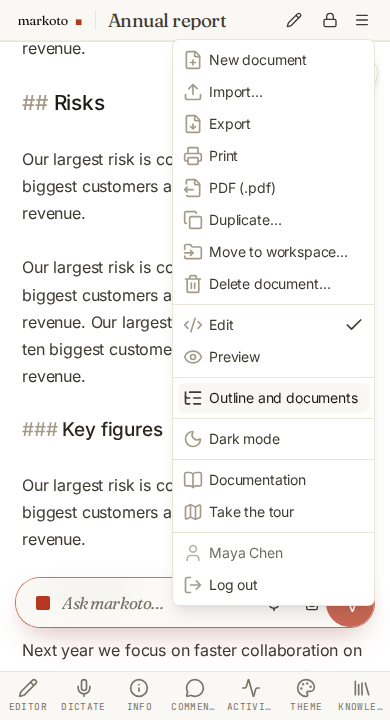 markoto
Annual report
revenue.
## Risks
Our largest risk is co
biggest customers a
revenue.
Our largest risk is co
biggest customers a
revenue. Our largest
ten biggest custome
revenue.
### Key figures
Our largest risk is co
biggest customers a
revenue.
New document
Import...
Export
Print
PDF (.pdf)
Duplicate...
Move to workspace...
Delete document...
Edit
Preview
Outline and documents
Dark mode
Documentation
Take the tour
Maya Chen
Log out
Ask markoto...
Next year we focus on faster collaboration on
EDITOR
DICTATE
INFO
COMMEN...
ACTIVI...
THEME
KNOWLE...